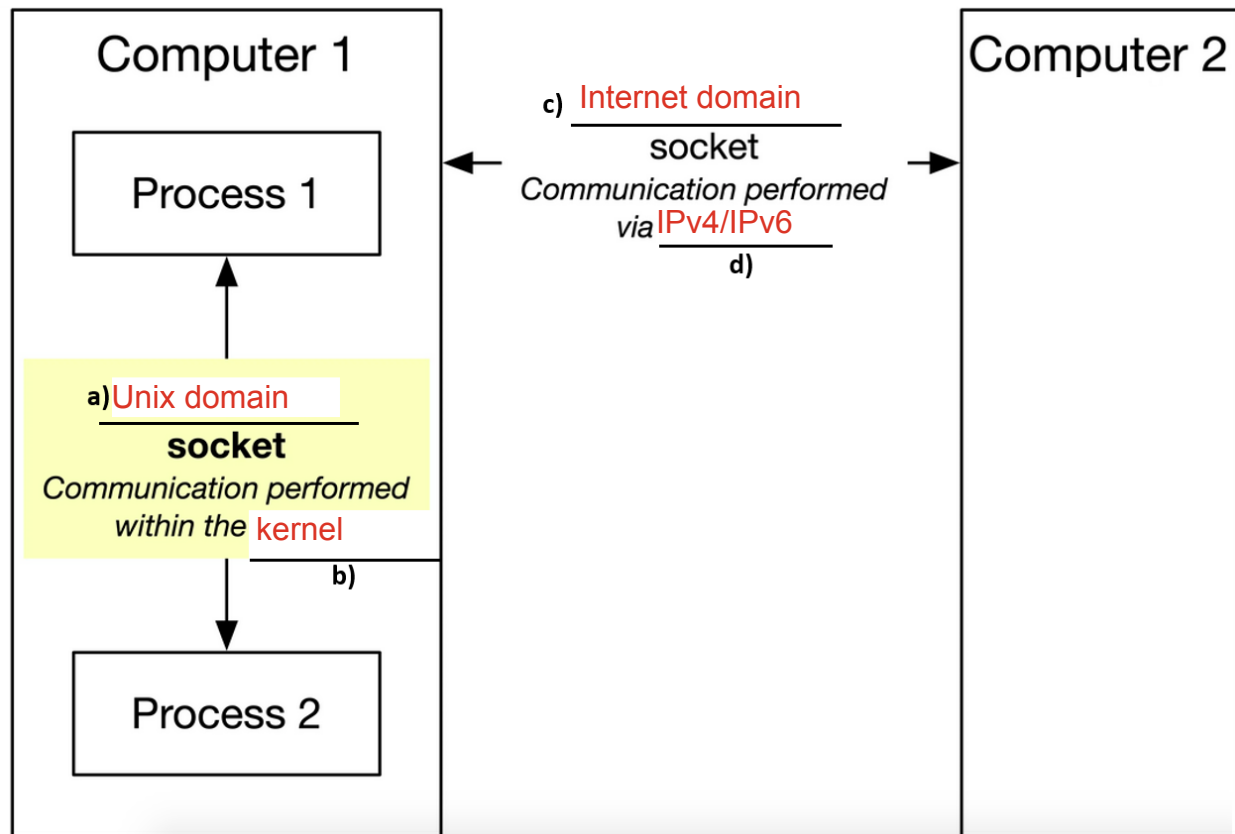 Computer 1
Computer 2
c) Internet domain
socket
Communication performed
via IPv4/IPv6
d)
Process 1
a) Unix domain
socket
Communication performed
within the kernel
b)
Process 2